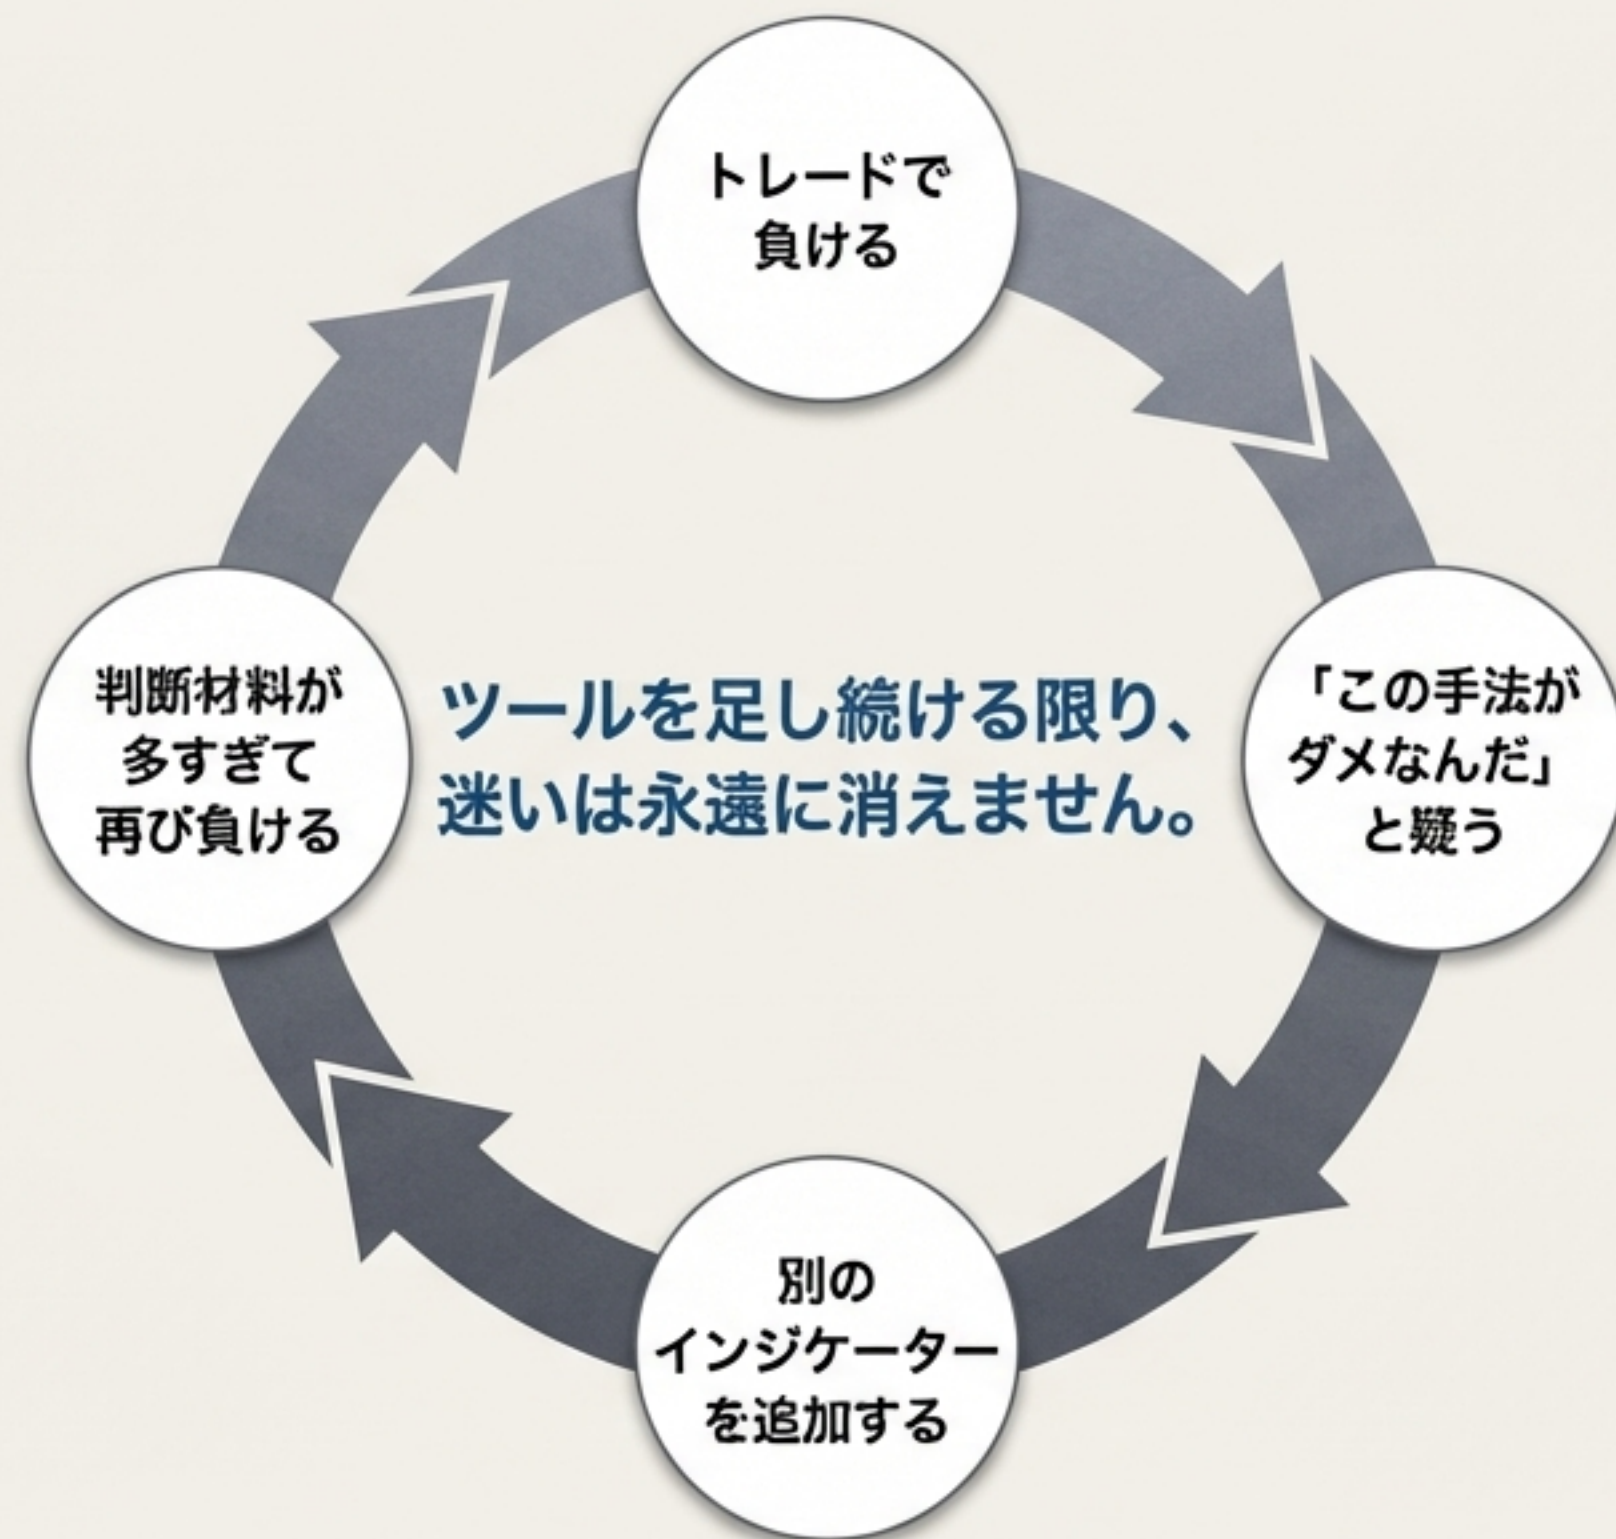 トレードで
負ける
「この手法が
ダメなんだ」
と疑う
別の
インジケーター
を追加する
判断材料が
多すぎて
再び負ける
ツールを足し続ける限り、
迷いは永遠に消えません。